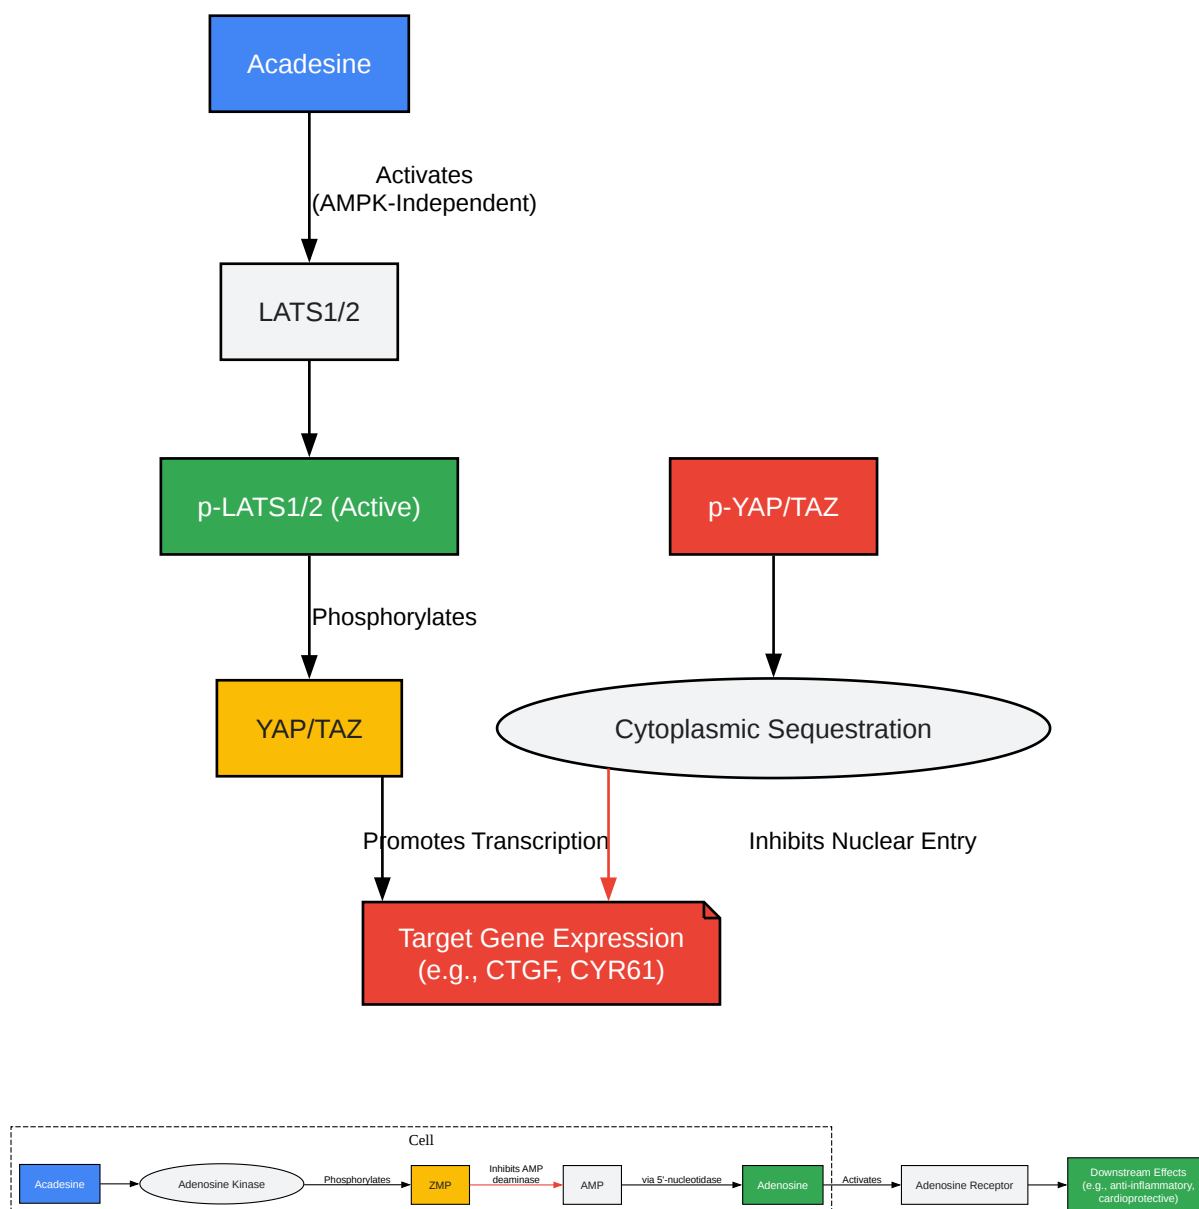 Acadesine
Activates
(AMPK-Independent)
LATS1/2
p-LATS1/2 (Active)
p-YAP/TAZ
Phosphorylates
YAP/TAZ
Cytoplasmic Sequestration
Promotes Transcription
Inhibits Nuclear Entry
Target Gene Expression
(e.g., CTGF, CYR61)
Cell
Acadesine
Adenosine Kinase
Phosphorylates
ZMP
Inhibits AMP
deaminase
AMP
via 5'-nucleotidase
Adenosine
Activates
Adenosine Receptor
Downstream Effects
(e.g., anti-inflammatory,
cardioprotective)